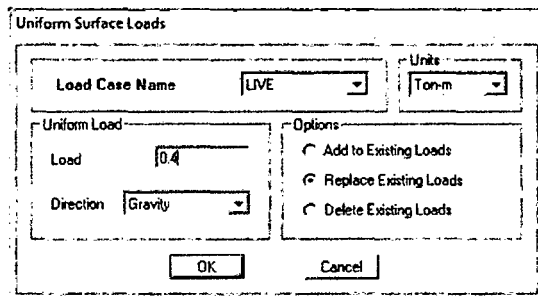 Uniform Surface Loads
Load Case Name LIVE
Units
Ton-m
Uniform Load
Load 0.4
Direction Gravity
Options
Add to Existing Loads
Replace Existing Loads
Delete Existing Loads
OK Cancel